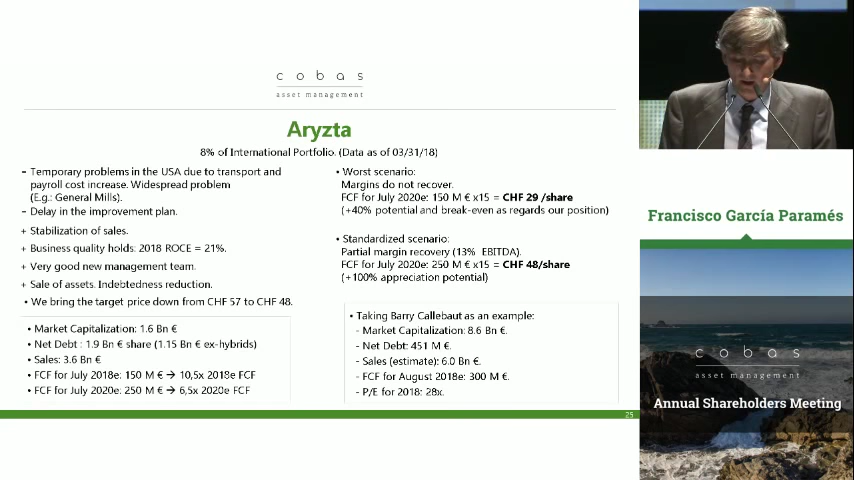 cobas
asset management
Aryzta
8% of International Portfolio. (Data as of 03/31/18)
– Temporary problems in the USA due to transport and
payroll cost increase. Widespread problem
(E.g.: General Mills).
– Delay in the improvement plan.
+ Stabilization of sales.
+ Business quality holds: 2018 ROCE = 21%.
+ Very good new management team.
+ Sale of assets. Indebtedness reduction.
• We bring the target price down from CHF 57 to CHF 48.
• Market Capitalization: 1.6 Bn €
• Net Debt : 1.9 Bn € share (1.15 Bn € ex-hybrids)
• Sales: 3.6 Bn €
• FCF for July 2018e: 150 M € → 10,5x 2018e FCF
• FCF for July 2020e: 250 M € → 6,5x 2020e FCF
• Worst scenario:
Margins do not recover.
FCF for July 2020e: 150 M € x15 = CHF 29 /share
(+40% potential and break-even as regards our position)
• Standardized scenario:
Partial margin recovery (13% EBITDA).
FCF for July 2020e: 250 M € x15 = CHF 48/share
(+100% appreciation potential)
• Taking Barry Callebaut as an example:
- Market Capitalization: 8.6 Bn €.
- Net Debt: 451 M €.
- Sales (estimate): 6.0 Bn €.
- FCF for August 2018e: 300 M €.
- P/E for 2018: 28x.
25
Francisco García Paramés
cobas
asset management
Annual Shareholders Meeting